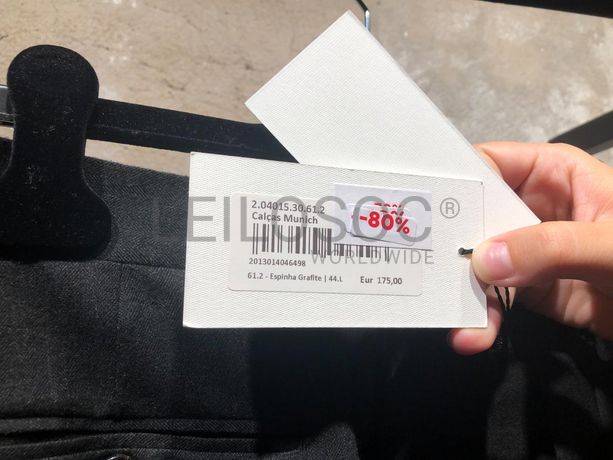 2.04015.30.61.2
Calças Munich
-80%
LEILOSOC®
WORLDWIDE
2013014046498
61.2 - Espinha Grafite | 44.L
Eur 175,00